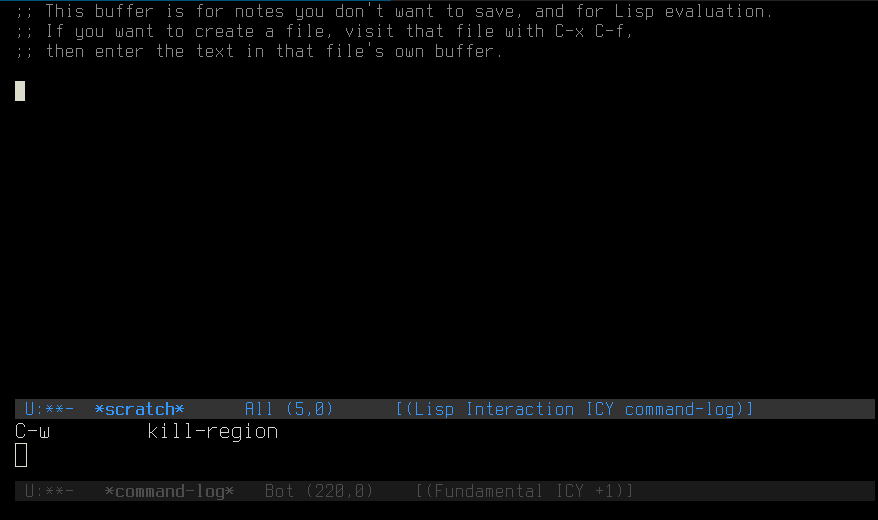 ;; This buffer is for notes you don't want to save, and for Lisp evaluation.
;; If you want to create a file, visit that file with C-x C-f,
;; then enter the text in that file's own buffer.
U:**-  *scratch*      All (5,0)      [(Lisp Interaction ICY command-log)]
C-w          kill-region
U:**-   *command-log*   Bot (220,0)    [(Fundamental ICY +1)]